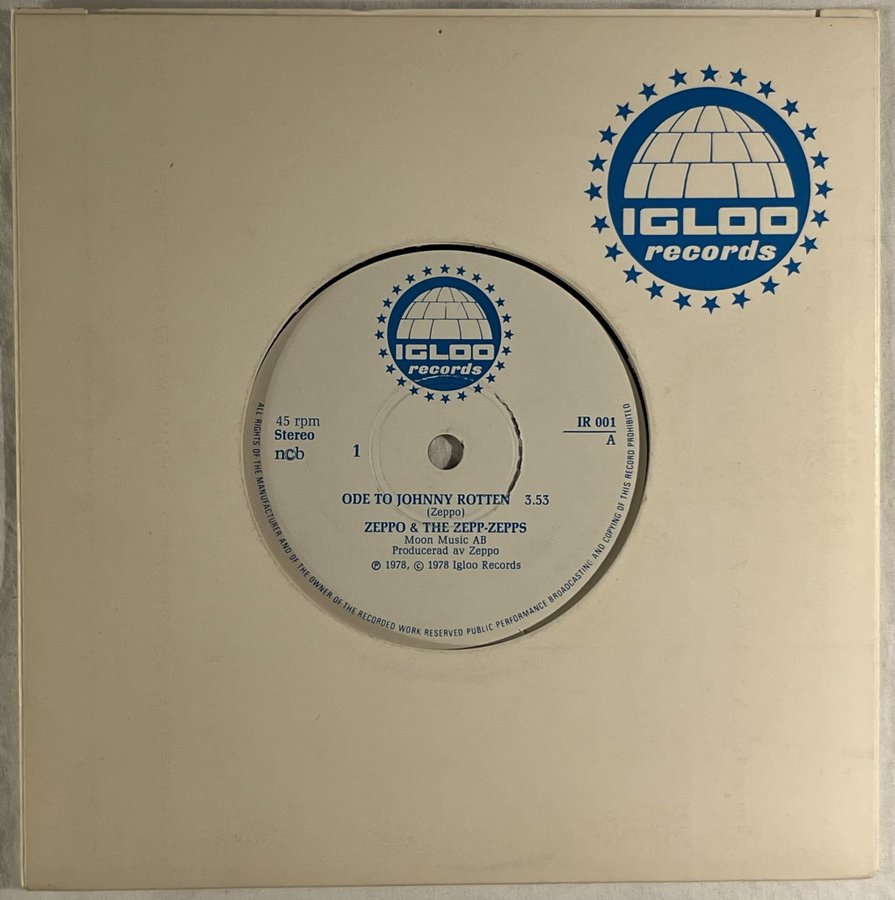 IGLOO
records
IGLOO
records
45 rpm
Stereo
ncb
1
IR 001
A
ODE TO JOHNNY ROTTEN 3.53
(Zeppo)
ZEPPO & THE ZEPP-ZEPPS
Moon Music AB
Producerad av Zeppo
℗ 1978, © 1978 Igloo Records
ALL RIGHTS OF THE MANUFACTURER AND OF THE OWNER OF THE RECORDED WORK RESERVED PUBLIC PERFORMANCE BROADCASTING AND COPYING OF THIS RECORD PROHIBITED